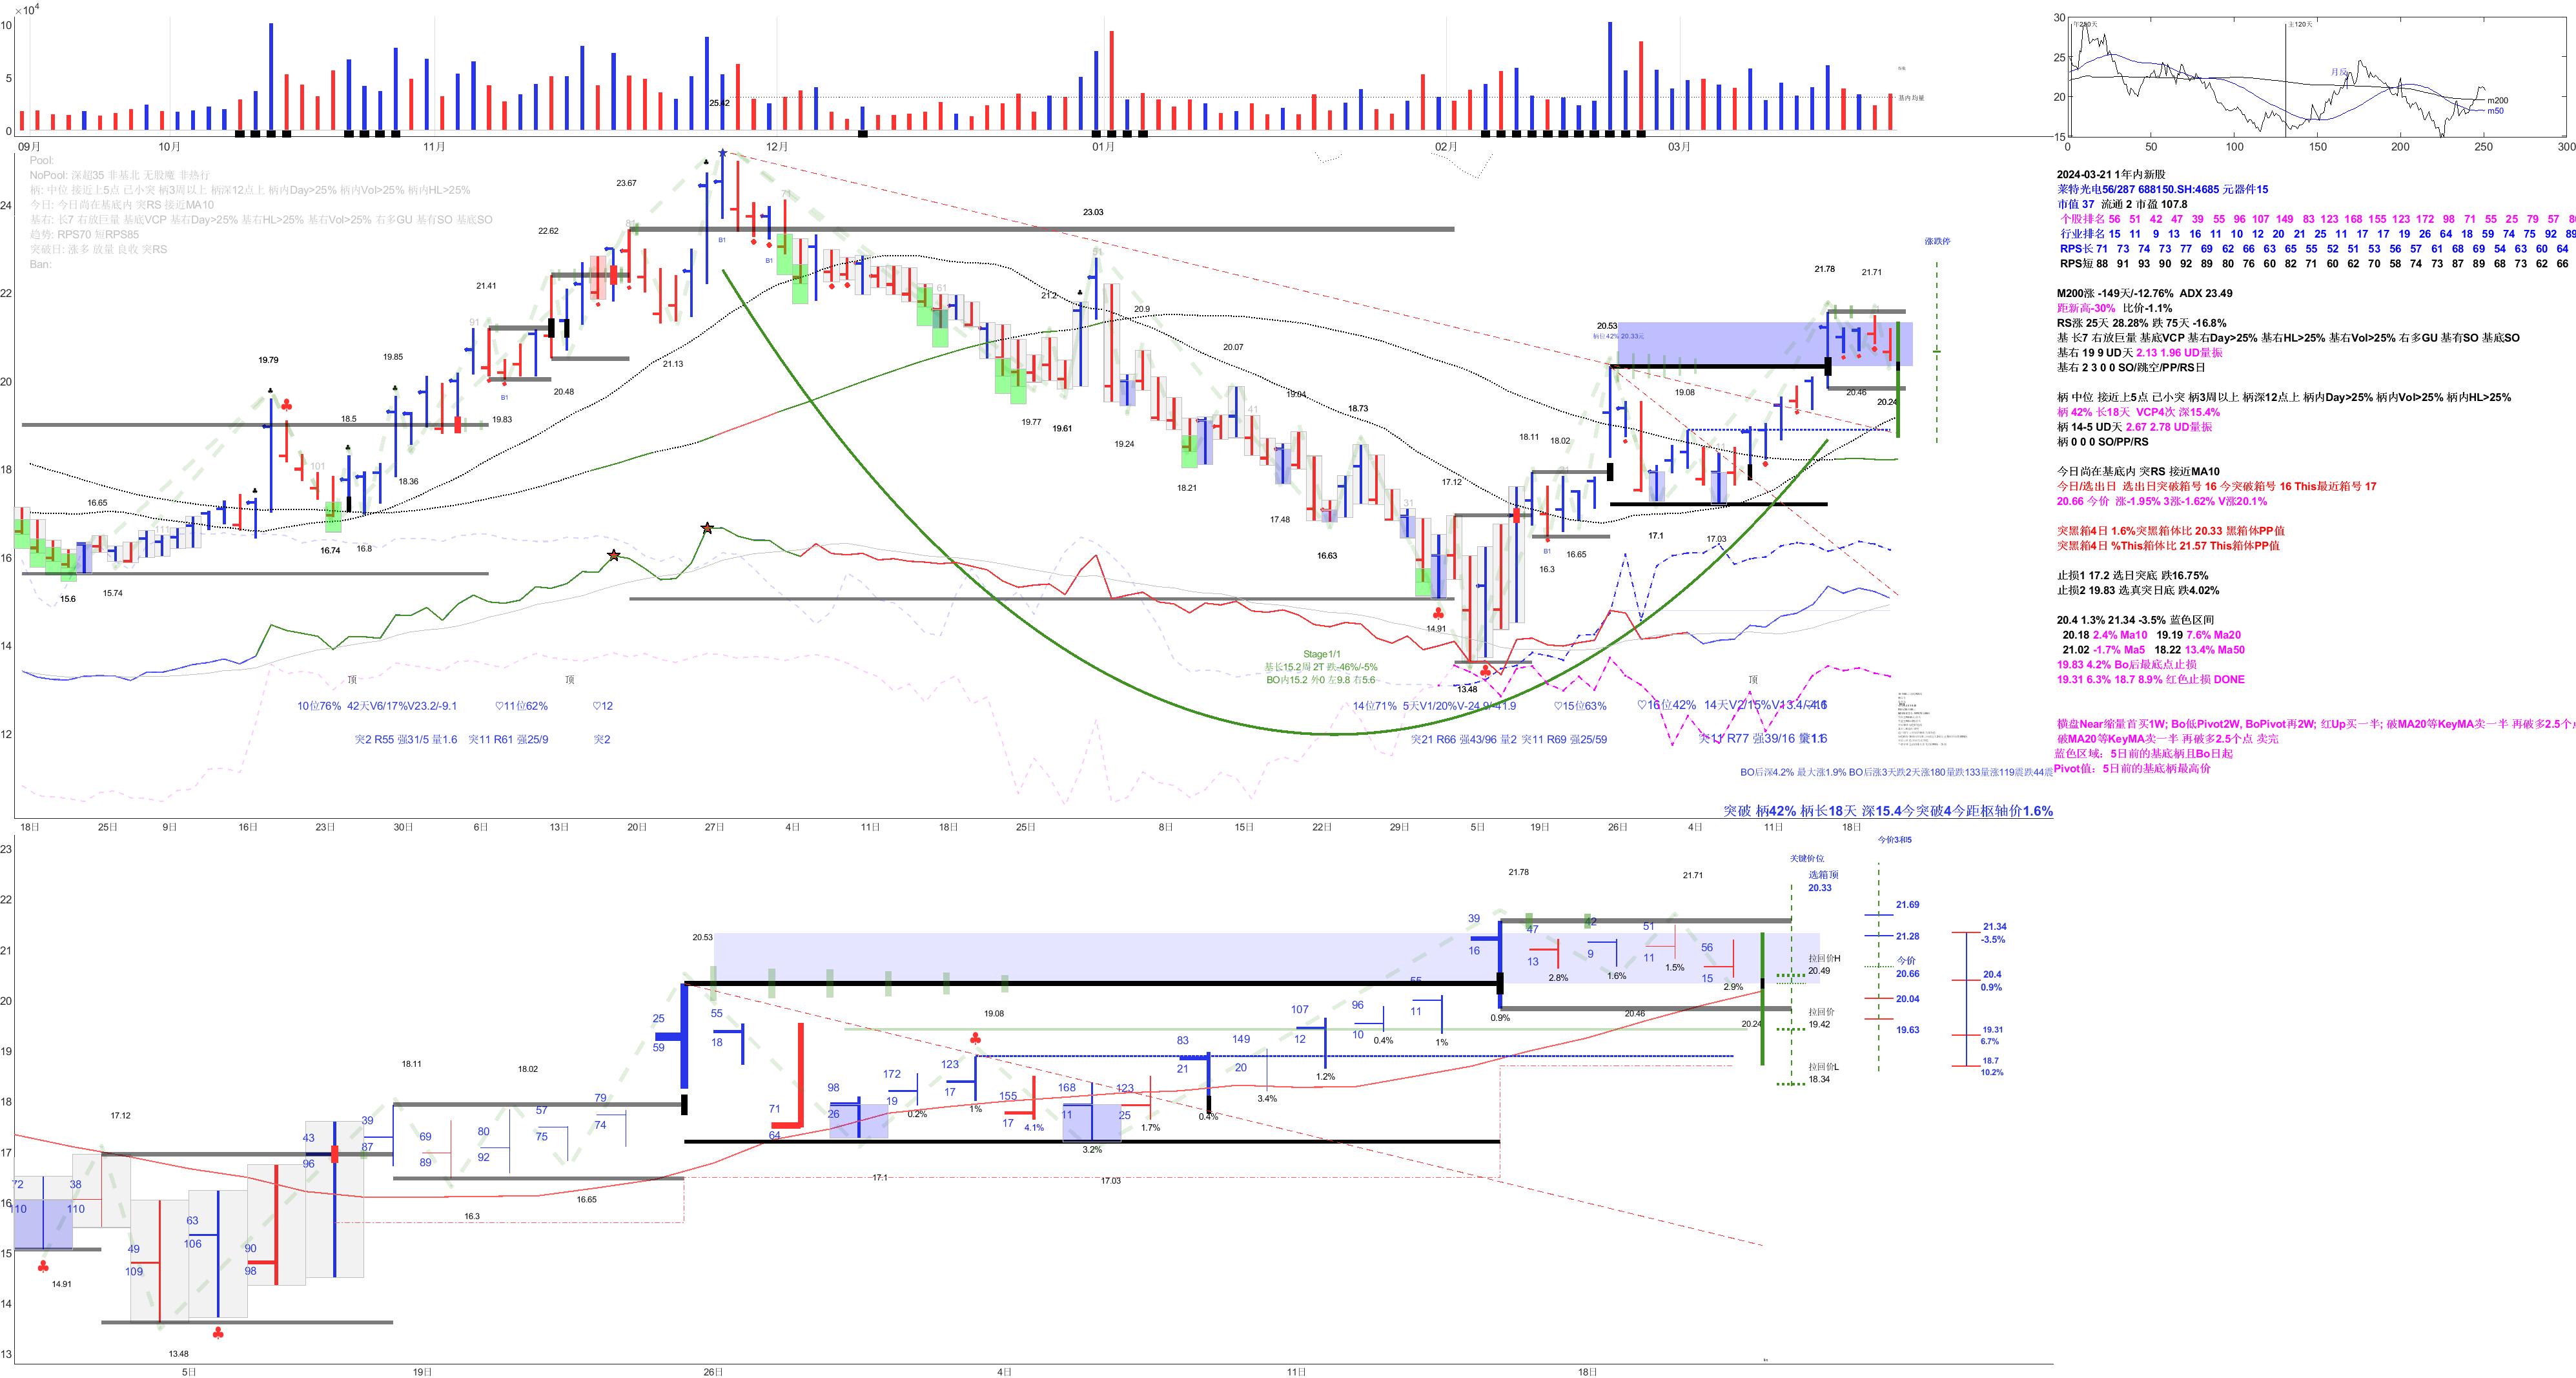 ×10⁴
10
5
0
25.62
基内 均量
09月
10月
11月
12月
01月
02月
03月
30
25
20
15
年250天
主120天
月反
m200
m50
0
50
100
150
200
250
300
Pool:
NoPool: 深超35 非基北 无股魔 非热行
柄: 中位 接近上5点 己小突 柄3周以上 柄深12点上 柄内Day>25% 柄内Vol>25% 柄内HL>25%
今日: 今日尚在基底内 突RS 接近MA10
基右: 长7 右放巨量 基底VCP 基右Day>25% 基右HL>25% 基右Vol>25% 右多GU 基有SO 基底SO
趋势: RPS70 短RPS85
突破日: 涨多 放量 良收 突RS
Ban:
24
22
20
18
16
14
12
16.65
15.6
15.74
111
19.79
101
16.74
18.5
16.8
19.85
18.36
91
21.41
B1
19.83
22.62
20.48
23.67
81
21.13
B1
B1
71
61
19.77
21.2
19.61
23.03
51
20.9
19.24
18.21
20.07
41
17.48
19.04
16.63
18.73
31
14.91
17.12
13.48
18.11
B1
16.3
18.02
16.65
20.53
柄位42% 20.33元
17.1
19.08
17.03
11
21.78
20.46
21.71
20.24
涨跌停
Stage1/1
基长15.2周 2T 跌-46%/-5%
BO内15.2 外0 左9.8 右5.6
顶
顶
顶
10位76% 42天V6/17%V23.2/-9.1
♡11位62%
♡12
14位71% 5天V1/20%V-24.9/-41.9
♡15位63%
♡16位42% 14天V2/15%V13.4/
突2 R55 强31/5 量1.6
突11 R61 强25/9
突2
突21 R66 强43/96 量2
突11 R69 强25/59
突11 R77 强39/16
BO后深4.2% 最大涨1.9% BO后涨3天跌2天涨180量跌133量涨119震跌44震
突破 柄42% 柄长18天 深15.4今突破4今距枢轴价1.6%
18日
25日
9日
16日
23日
30日
6日
13日
20日
27日
4日
11日
18日
25日
8日
15日
22日
29日
5日
19日
26日
4日
11日
18日
2024-03-21 1年内新股
莱特光电56/287 688150.SH:4685 元器件15
市值 37 流通 2 市盈 107.8
个股排名 56 51 42 47 39 55 96 107 149 83 123 168 155 123 172 98 71 55 25 79 57
行业排名 15 11 9 13 16 11 10 12 20 21 25 11 17 17 19 26 64 18 59 74 75 92 89
RPS长 71 73 74 73 77 69 62 66 63 65 55 52 51 53 56 57 61 68 69 54 63 60 64
RPS短 88 91 93 90 92 89 80 76 60 82 71 60 62 70 58 74 73 87 89 68 73 62 66
M200涨 -149天/-12.76% ADX 23.49
距新高-30% 比价-1.1%
RS涨 25天 28.28% 跌 75天 -16.8%
基 长7 右放巨量 基底VCP 基右Day>25% 基右HL>25% 基右Vol>25% 右多GU 基有SO 基底SO
基右 19 9 UD天 2.13 1.96 UD量振
基右 2 3 0 0 SO/跳空/PP/RS日
柄 中位 接近上5点 己小突 柄3周以上 柄深12点上 柄内Day>25% 柄内Vol>25% 柄内HL>25%
柄 42% 长18天 VCP4次 深15.4%
柄 14-5 UD天 2.67 2.78 UD量振
柄 0 0 0 SO/PP/RS
今日尚在基底内 突RS 接近MA10
今日/选出日 选出日突破箱号 16 今突破箱号 16 This最近箱号 17
20.66 今价 涨-1.95% 3涨-1.62% V涨20.1%
突黑箱4日 1.6%突黑箱体比 20.33 黑箱体PP值
突黑箱4日 %This箱体比 21.57 This箱体PP值
止损1 17.2 选日突底 跌16.75%
止损2 19.83 选真突日底 跌4.02%
20.4 1.3% 21.34 -3.5% 蓝色区间
20.18 2.4% Ma10 19.19 7.6% Ma20
21.02 -1.7% Ma5 18.22 13.4% Ma50
19.83 4.2% Bo后最底点止损
19.31 6.3% 18.7 8.9% 红色止损 DONE
横盘Near缩量首买1W; Bo低Pivot2W, BoPivot再2W; 红Up买一半; 破MA20等KeyMA卖一半 再破多2.5个
破MA20等KeyMA卖一半 再破多2.5个点 卖完
蓝色区域：5日前的基底柄且Bo日起
Pivot值：5日前的基底柄最高价
23
22
21
20
19
18
17
16
15
14
13
72
110
14.91
38
110
17.12
49
109
13.48
63
106
90
98
43
96
39
87
18.11
69
89
16.3
80
92
18.02
57
75
16.65
79
74
25
59
20.53
55
18
71
64
98
26
17.1
172
19
0.2%
123
17
1%
19.08
155
17
4.1%
168
11
3.2%
17.03
123
25
1.7%
83
21
0.4%
149
20
3.4%
107
12
1.2%
96
10
0.4%
55
11
1%
39
16
0.9%
21.78
47
13
2.8%
42
9
1.6%
20.46
51
11
1.5%
21.71
56
15
2.9%
20.24
关键价位
选箱顶
20.33
拉回价H
20.49
拉回价
19.42
拉回价L
18.34
今价3和5
21.69
21.28
今价
20.66
20.04
19.63
21.34
-3.5%
20.4
0.9%
19.31
6.7%
18.7
10.2%
5日
19日
26日
4日
11日
18日